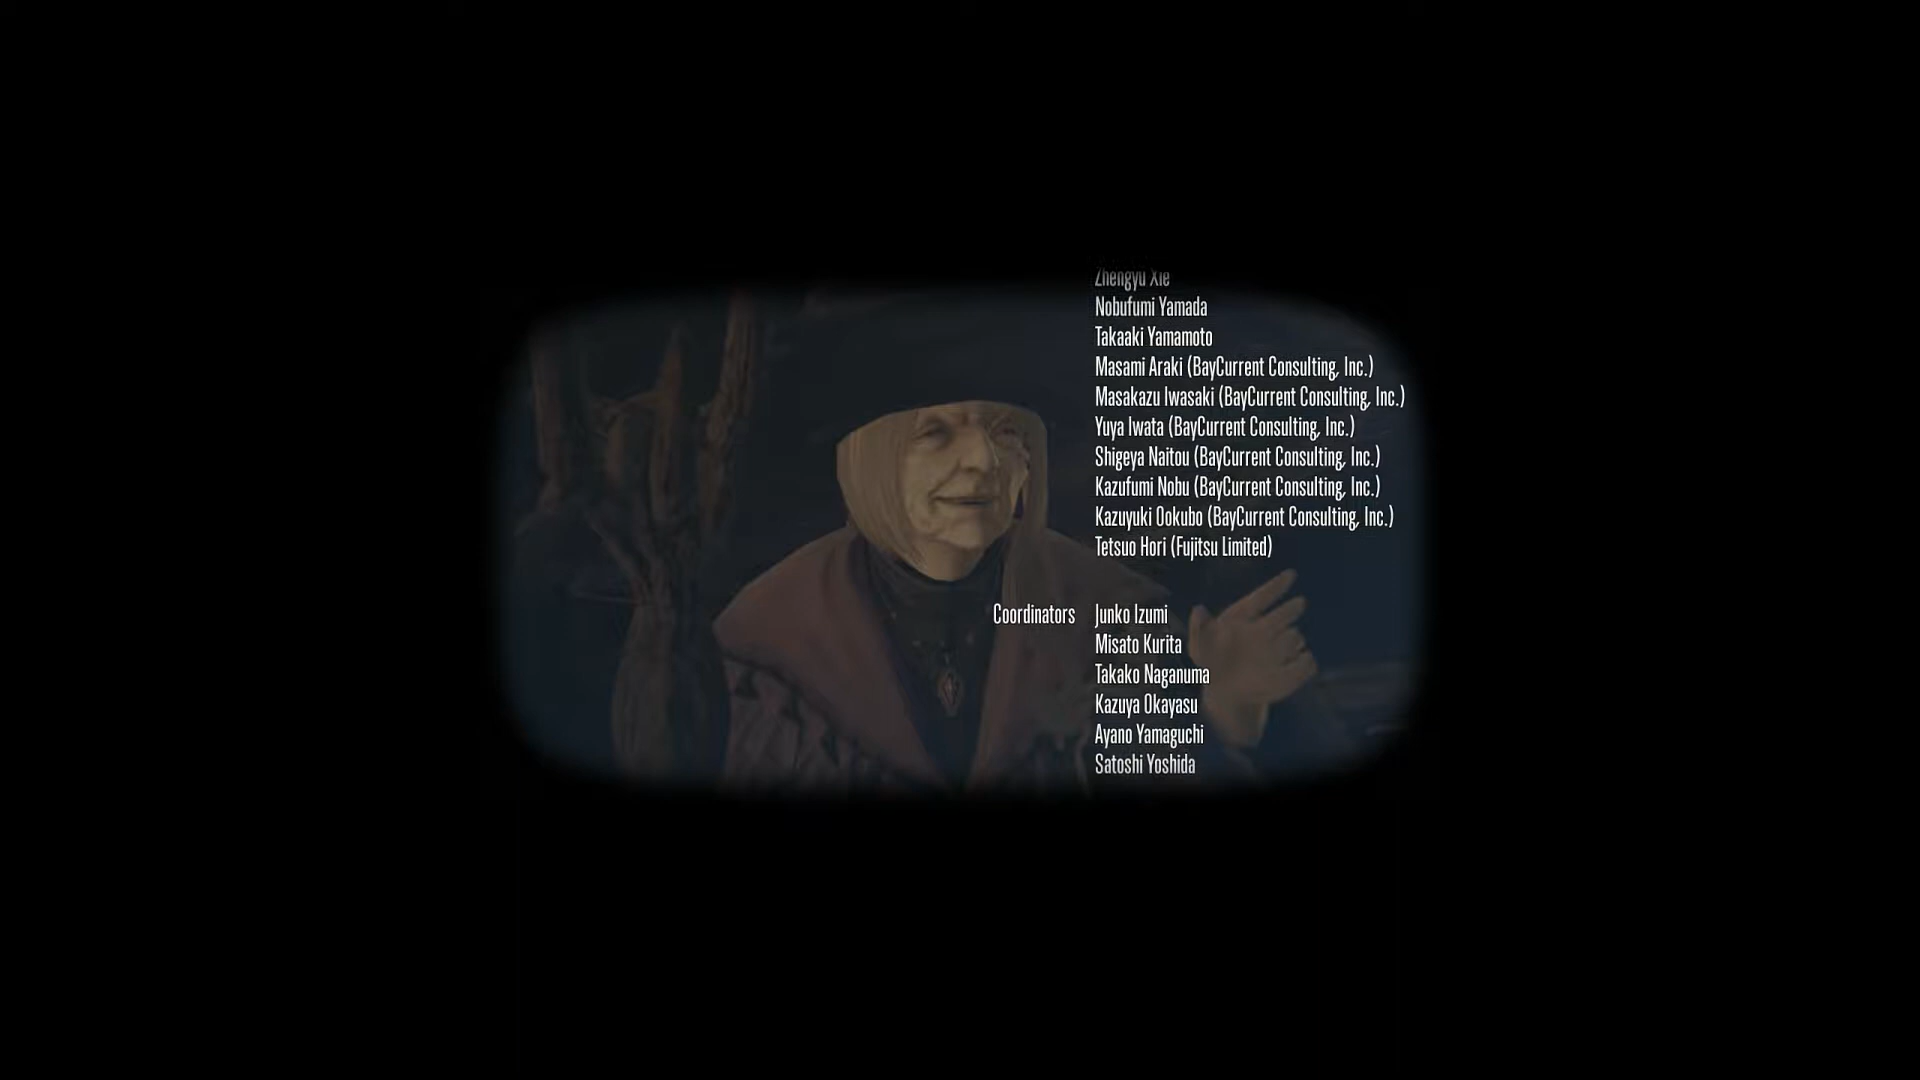 Zhengyu Xie
Nobufumi Yamada
Takaaki Yamamoto
Masami Araki (BayCurrent Consulting, Inc.)
Masakazu Iwasaki (BayCurrent Consulting, Inc.)
Yuya Iwata (BayCurrent Consulting, Inc.)
Shigeya Naitou (BayCurrent Consulting, Inc.)
Kazufumi Nobu (BayCurrent Consulting, Inc.)
Kazuyuki Ookubo (BayCurrent Consulting, Inc.)
Tetsuo Hori (Fujitsu Limited)
Coordinators Junko Izumi
Misato Kurita
Takako Naganuma
Kazuya Okayasu
Ayano Yamaguchi
Satoshi Yoshida